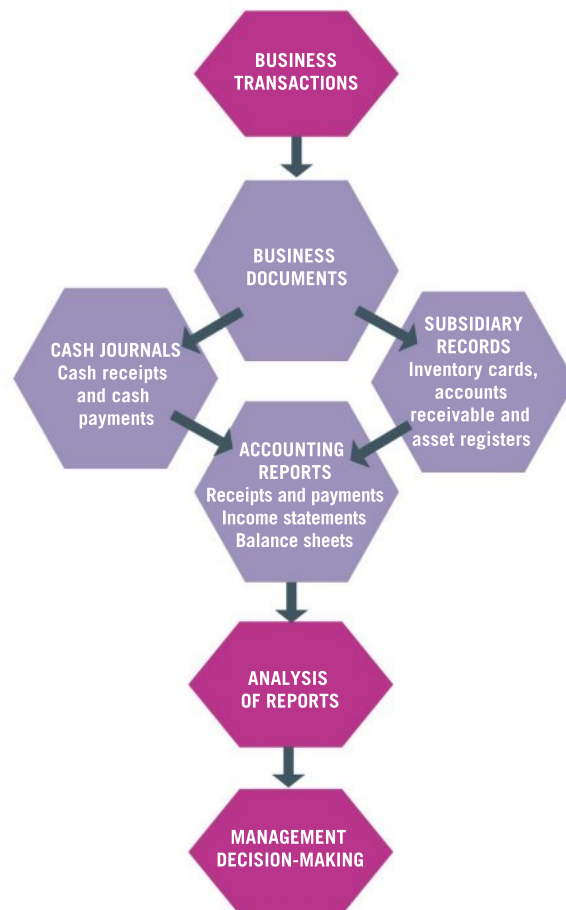 BUSINESS
TRANSACTIONS
BUSINESS
DOCUMENTS
CASH JOURNALS
Cash receipts
and cash
payments
SUBSIDIARY
RECORDS
Inventory cards,
accounts
receivable and
asset registers
ACCOUNTING
REPORTS
Receipts and payments
Income statements
Balance sheets
ANALYSIS
OF REPORTS
MANAGEMENT
DECISION-MAKING